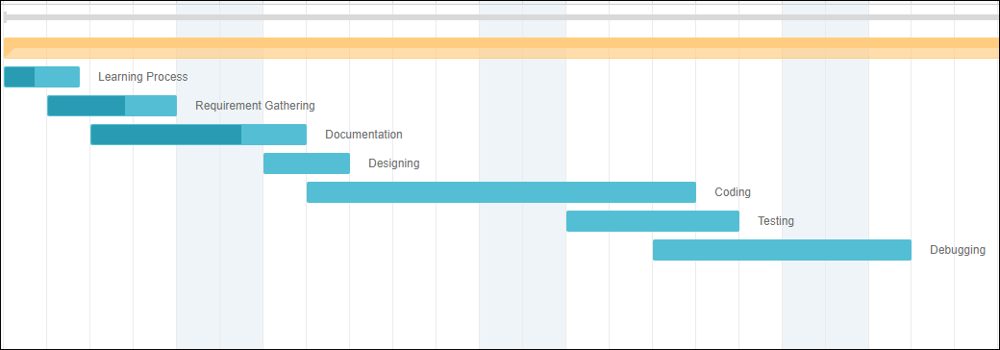 Learning Process
Requirement Gathering
Documentation
Designing
Coding
Testing
Debugging